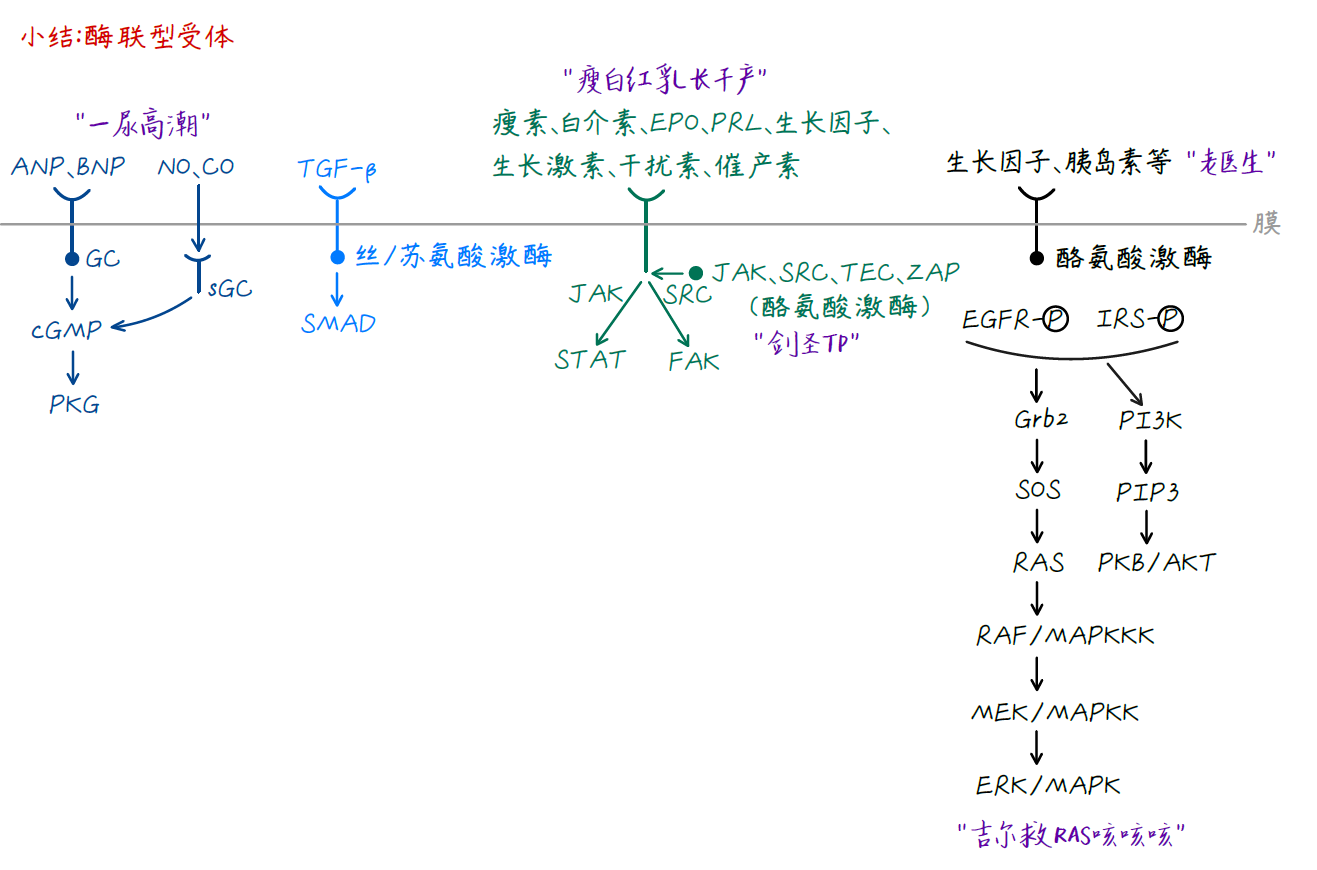 小结:酶联型受体
"一尿高潮"
ANP、BNP
NO、CO
GC
sGC
cGMP
PKG
TGF-β
丝/苏氨酸激酶
SMAD
"瘦白红乳长干产"
瘦素、白介素、EPO、PRL、生长因子、
生长激素、干扰素、催产素
JAK、SRC、TEC、ZAP
(酪氨酸激酶)
"剑圣TP"
JAK
SRC
STAT
FAK
生长因子、胰岛素等 "老医生"
膜
酪氨酸激酶
EGFR-P
IRS-P
Grb2
SOS
RAS
RAF/MAPKKK
MEK/MAPKK
ERK/MAPK
PI3K
PIP3
PKB/AKT
"吉尔救RAS咳咳咳"